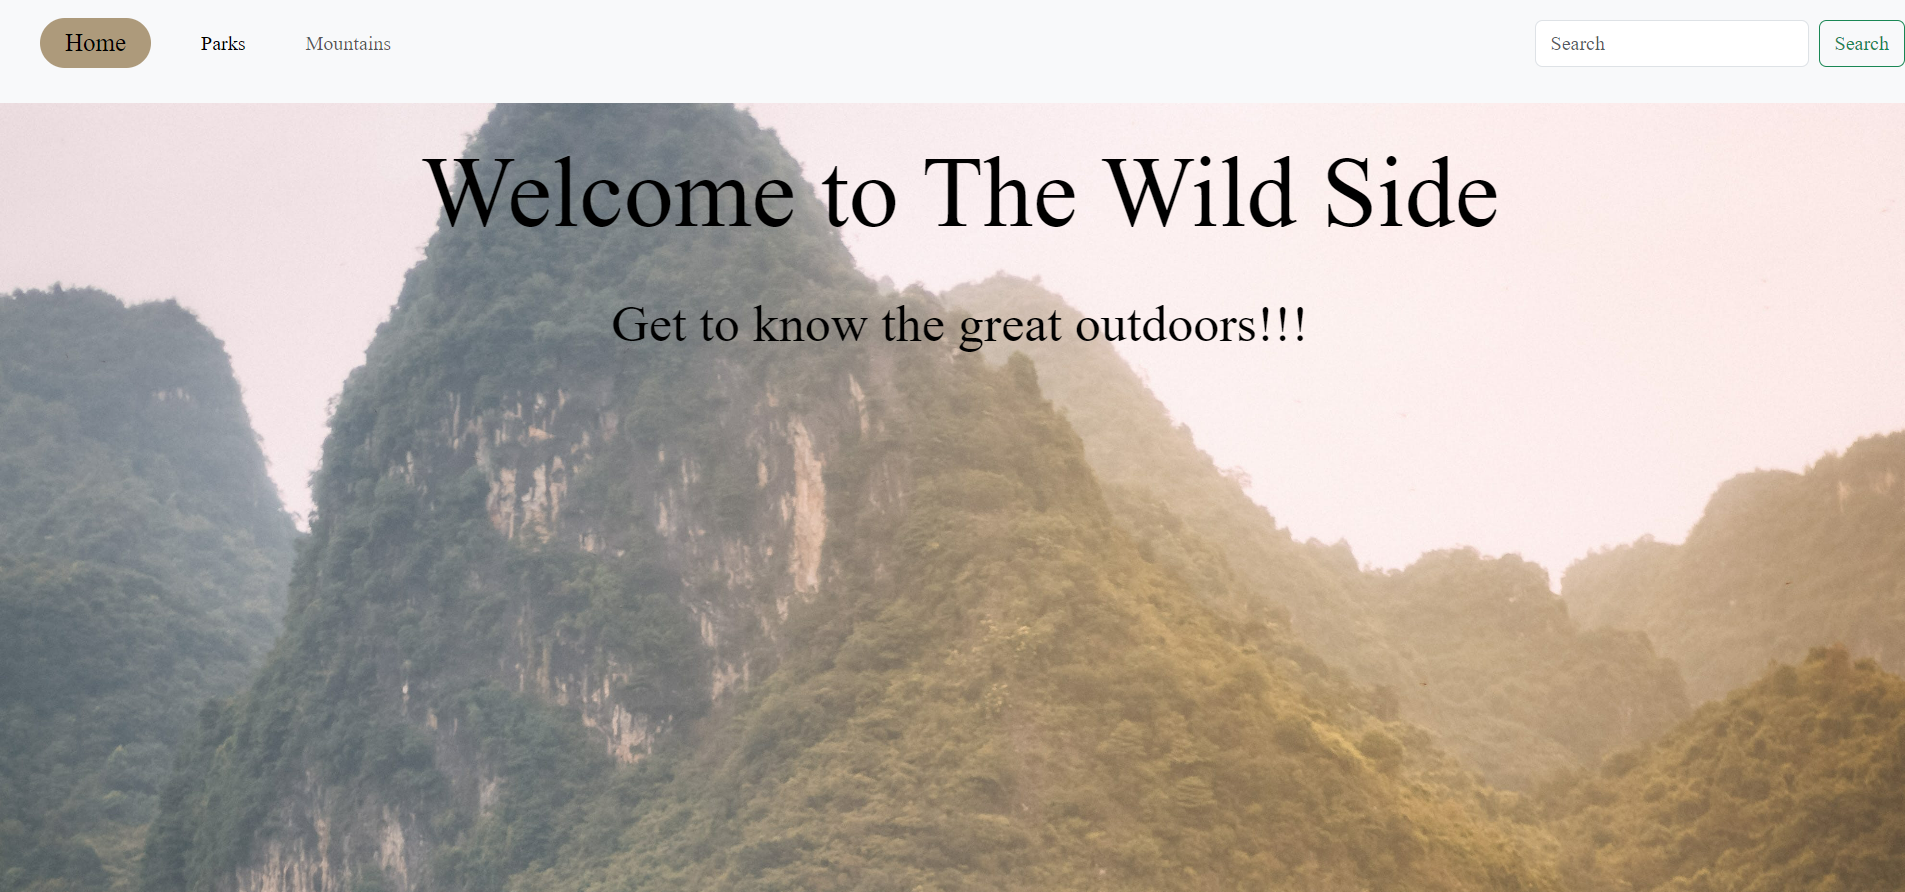 Home Parks Mountains Search Search
Welcome to The Wild Side
Get to know the great outdoors!!!